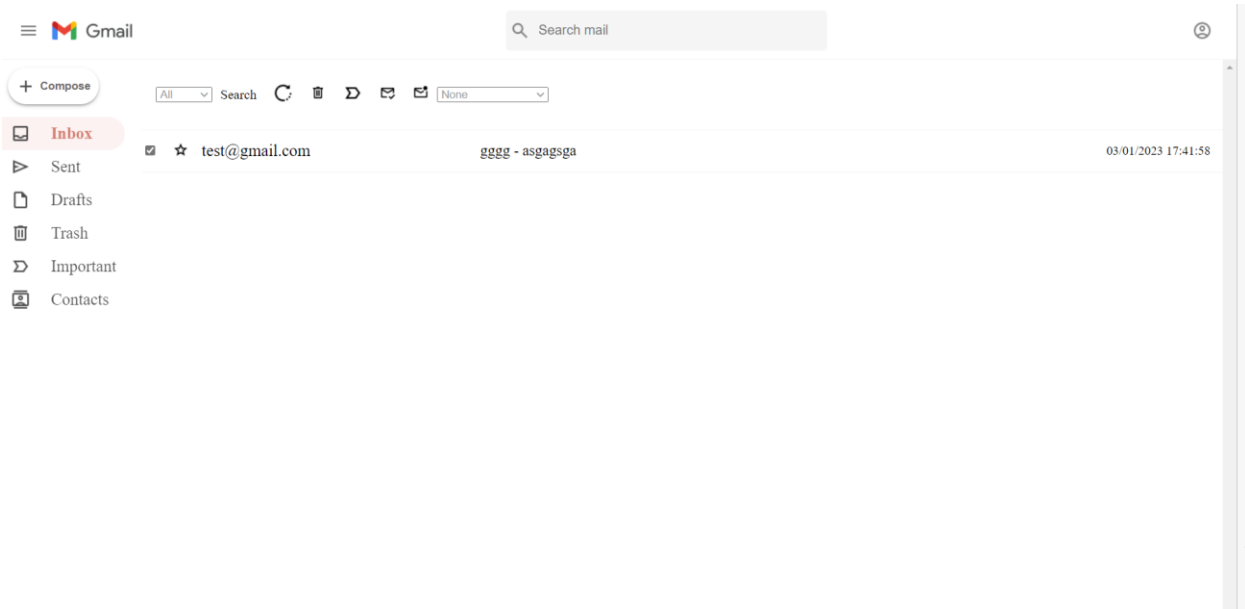 Gmail
Search mail
Compose
All Search None
Inbox
test@gmail.com gggg - asgagsga 03/01/2023 17:41:58
Sent
Drafts
Trash
Important
Contacts